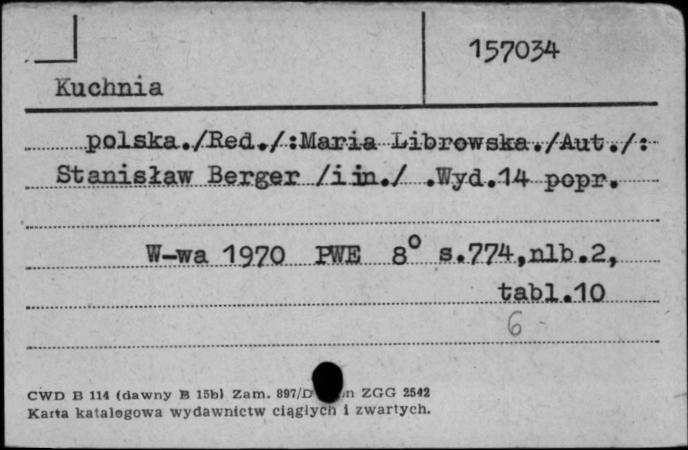 157034
Kuchnia
polska./Red./:Maria Librowska./Aut./:
Stanisław Berger /i in./ .Wyd.14 popr.
W-wa 1970 PWE 8° s.774,nlb.2,
tabl.10
6
CWD B 114 (dawny B 15b) Zam. 897/D n ZGG 2542
Karta katalogowa wydawnictw ciągłych i zwartych.